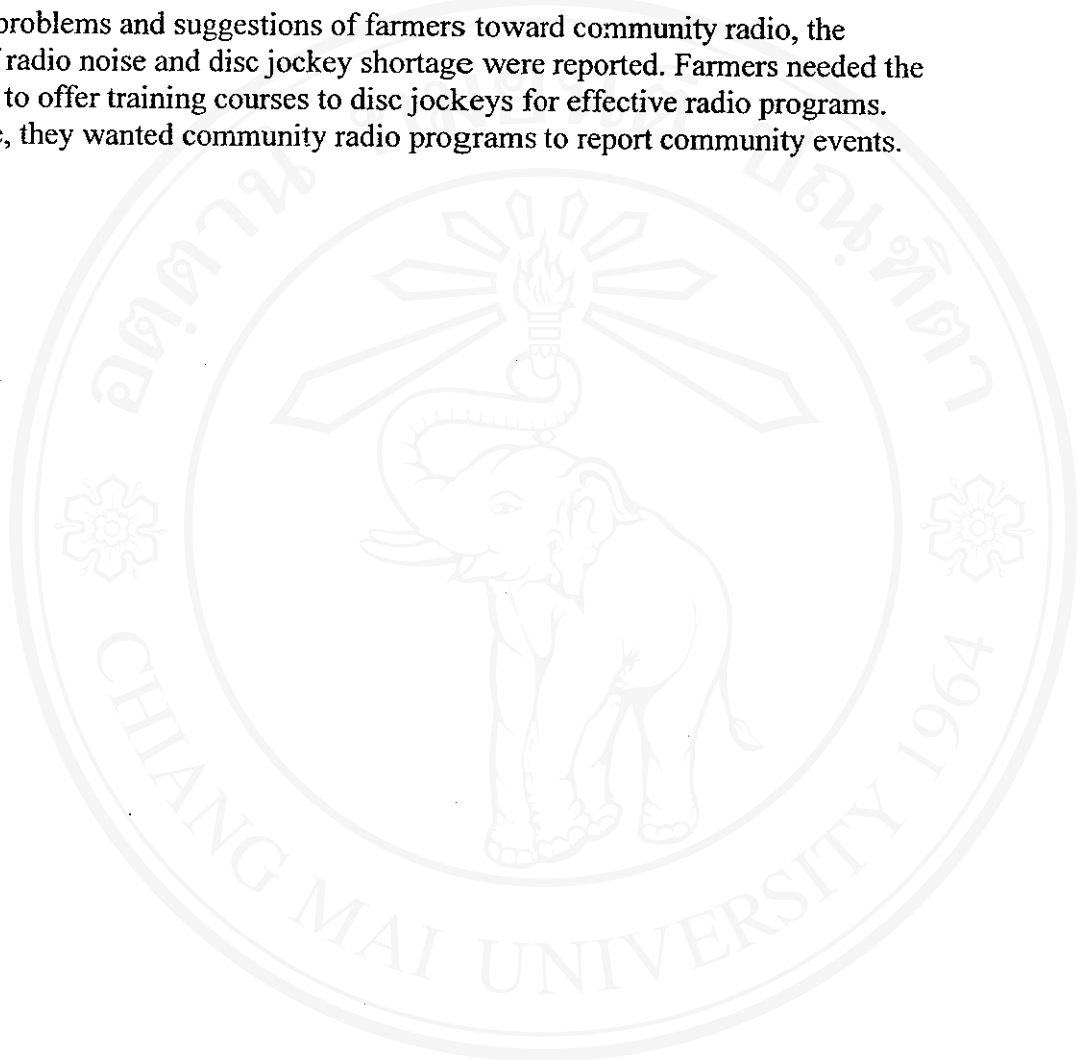 problems and suggestions of farmers toward community radio, the
radio noise and disc jockey shortage were reported. Farmers needed the
to offer training courses to disc jockeys for effective radio programs.
, they wanted community radio programs to report community events.
CHIANG MAI UNIVERSITY 1964